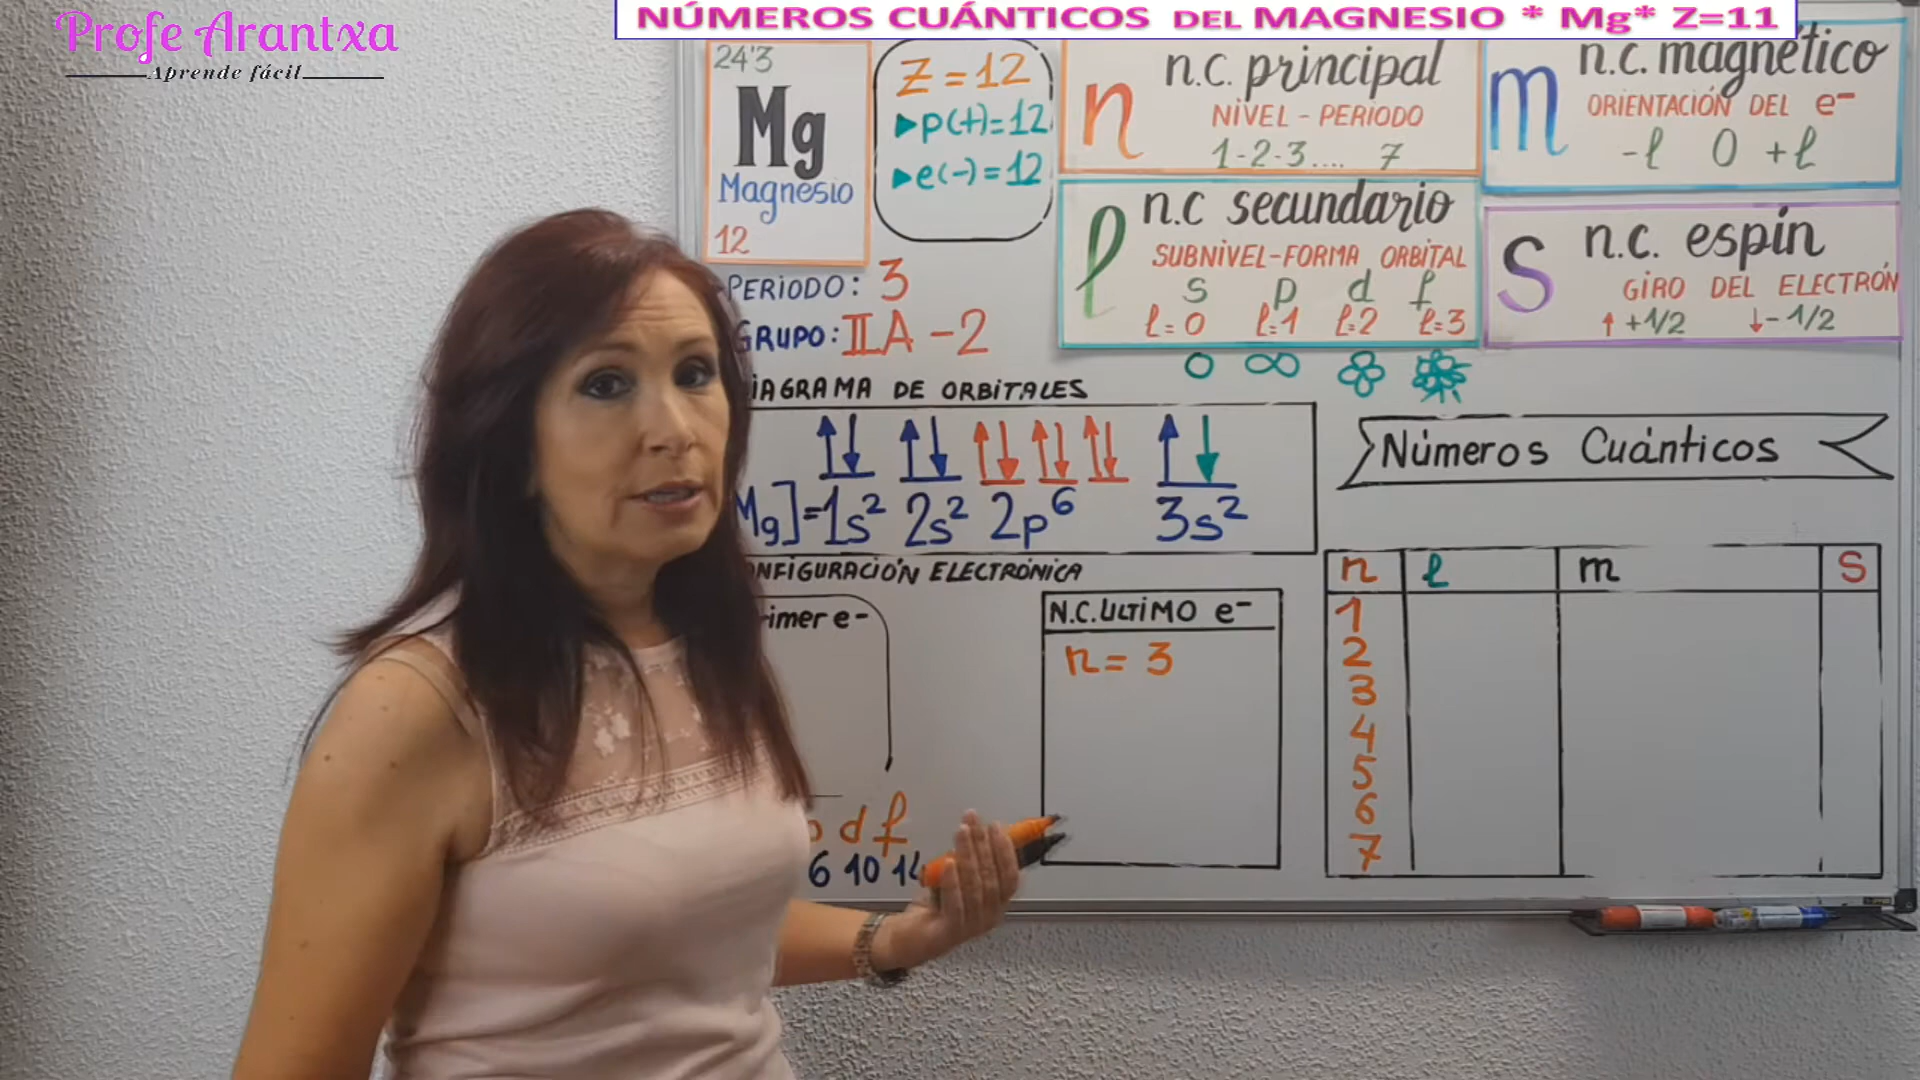 Profe Arantxa
Aprende fácil
NÚMEROS CUÁNTICOS DEL MAGNESIO * Mg* Z=11
24'3
Mg
Magnesio
12
Z = 12
p(+)=12
e(-)=12
n
n.c. principal
NIVEL - PERIODO
1-2-3.... 7
m
n.c. magnético
ORIENTACIÓN DEL e-
-l 0 +l
l
n.c secundario
SUBNIVEL-FORMA ORBITAL
s p d f
l=0 l=1 l=2 l=3
S
n.c. espín
GIRO DEL ELECTRÓN
↑ +1/2 ↓ - 1/2
PERIODO: 3
GRUPO: IIA - 2
IAGRAMA DE ORBITALES
Mg]=1s² 2s² 2p⁶ 3s²
ONFIGURACIÓN ELECTRÓNICA
Números Cuánticos
rimer e-
N.C.ULTIMO e-
n = 3
d f
6 10 14
n l m S
1
2
3
4
5
6
7